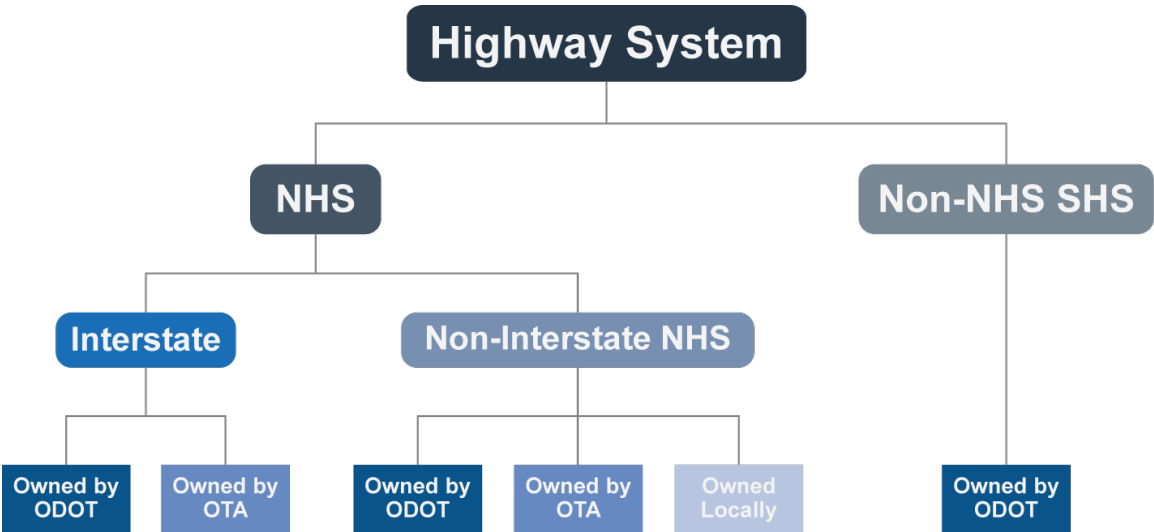 Highway System
NHS
Non-NHS SHS
Interstate
Non-Interstate NHS
Owned by
ODOT
Owned by
OTA
Owned by
ODOT
Owned by
OTA
Owned
Locally
Owned by
ODOT